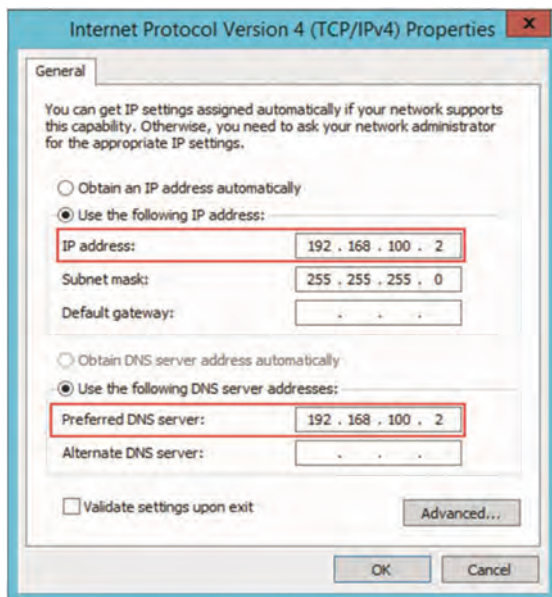 Internet Protocol Version 4 (TCP/IPv4) Properties
x
General
You can get IP settings assigned automatically if your network supports
this capability. Otherwise, you need to ask your network administrator
for the appropriate IP settings.
Obtain an IP address automatically
Use the following IP address:
IP address: 192 . 168 . 100 . 2
Subnet mask: 255 . 255 . 255 . 0
Default gateway: . . .
Obtain DNS server address automatically
Use the following DNS server addresses:
Preferred DNS server: 192 . 168 . 100 . 2
Alternate DNS server: . . .
Validate settings upon exit
Advanced...
OK Cancel